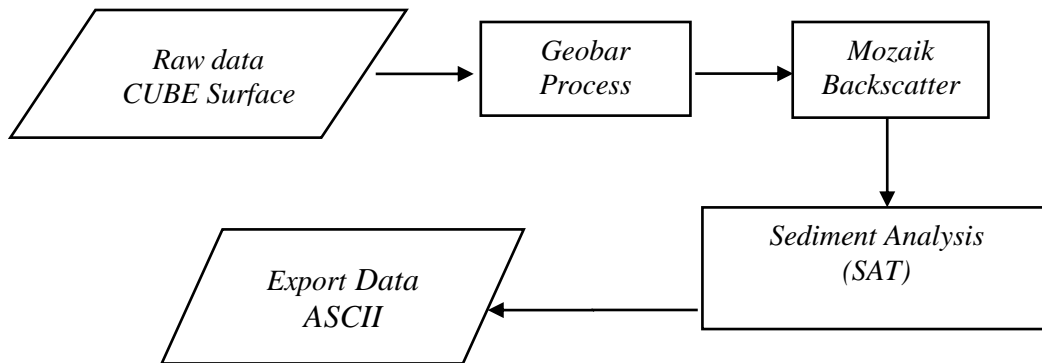 Raw data
CUBE Surface
Geobar
Process
Mozaik
Backscatter
Sediment Analysis
(SAT)
Export Data
ASCII